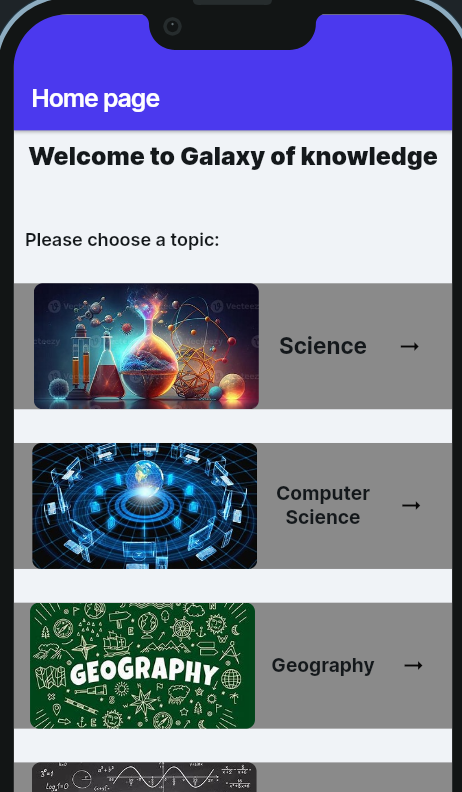 Home page
Welcome to Galaxy of knowledge
Please choose a topic:
Science
Computer
Science
GEOGRAPHY
Geography